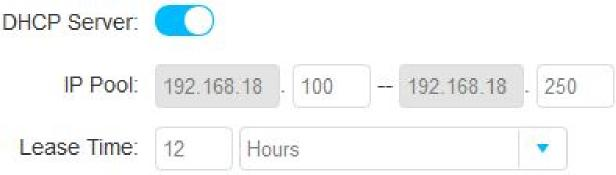 DHCP Server:
IP Pool: 192.168.18 . 100 -- 192.168.18 . 250
Lease Time: 12 Hours